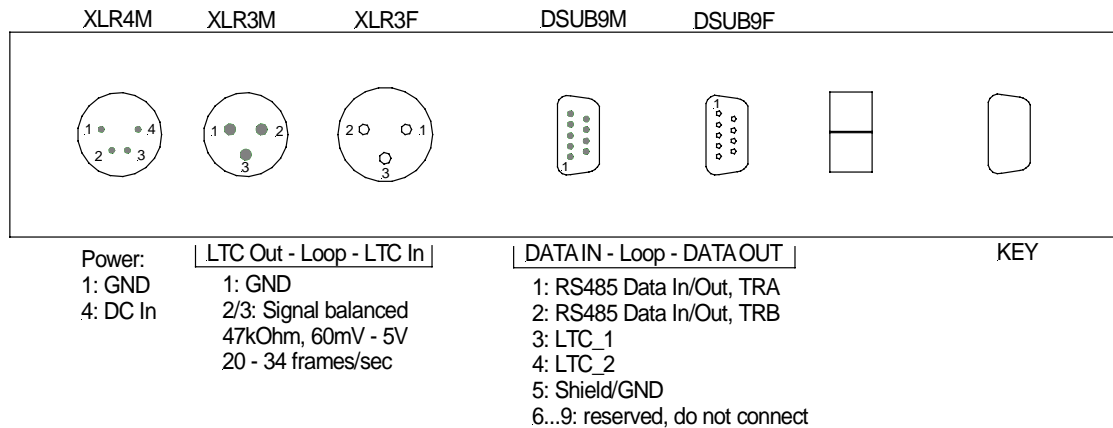 XLR4M XLR3M XLR3F DSUB9M DSUB9F
1 4
2 3
1 2
3
2 1
3
1
1
Power:
1: GND
4: DC In
LTC Out - Loop - LTC In
1: GND
2/3: Signal balanced
47kOhm, 60mV - 5V
20 - 34 frames/sec
DATA IN - Loop - DATA OUT
1: RS485 Data In/Out, TRA
2: RS485 Data In/Out, TRB
3: LTC_1
4: LTC_2
5: Shield/GND
6...9: reserved, do not connect
KEY